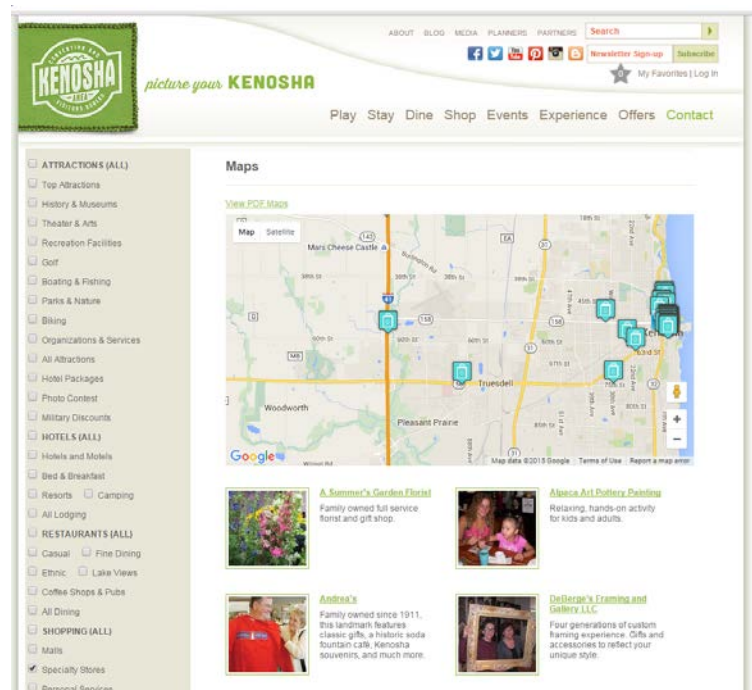 ABOUT BLOG MEDIA PLANNERS PARTNERS Search
Newsletter Sign-up Subscribe
0 My Favorites | Log In
CONVENTION AND
KENOSHA
AREA
VISITORS BUREAU
picture your KENOSHA
Play Stay Dine Shop Events Experience Offers Contact
ATTRACTIONS (ALL)
Top Attractions
History & Museums
Theater & Arts
Recreation Facilities
Golf
Boating & Fishing
Parks & Nature
Biking
Organizations & Services
All Attractions
Hotel Packages
Photo Contest
Military Discounts
HOTELS (ALL)
Hotels and Motels
Bed & Breakfast
Resorts Camping
All Lodging
RESTAURANTS (ALL)
Casual Fine Dining
Ethnic Lake Views
Coffee Shops & Pubs
All Dining
SHOPPING (ALL)
Malls
Specialty Stores
Personal Services
Maps
View PDF Maps
Map Satellite
Mars Cheese Castle
Woodworth
Pleasant Prairie
Truesdell
Google
Map data ©2015 Google Terms of Use Report a map error
A Summer's Garden Florist
Family owned full service
florist and gift shop.
Alpaca Art Pottery Painting
Relaxing, hands-on activity
for kids and adults.
Andrea's
Family owned since 1911,
this landmark features
classic gifts, a historic soda
fountain café, Kenosha
souvenirs, and much more.
DeBerge's Framing and
Gallery LLC
Four generations of custom
framing experience. Gifts and
accessories to reflect your
unique style.